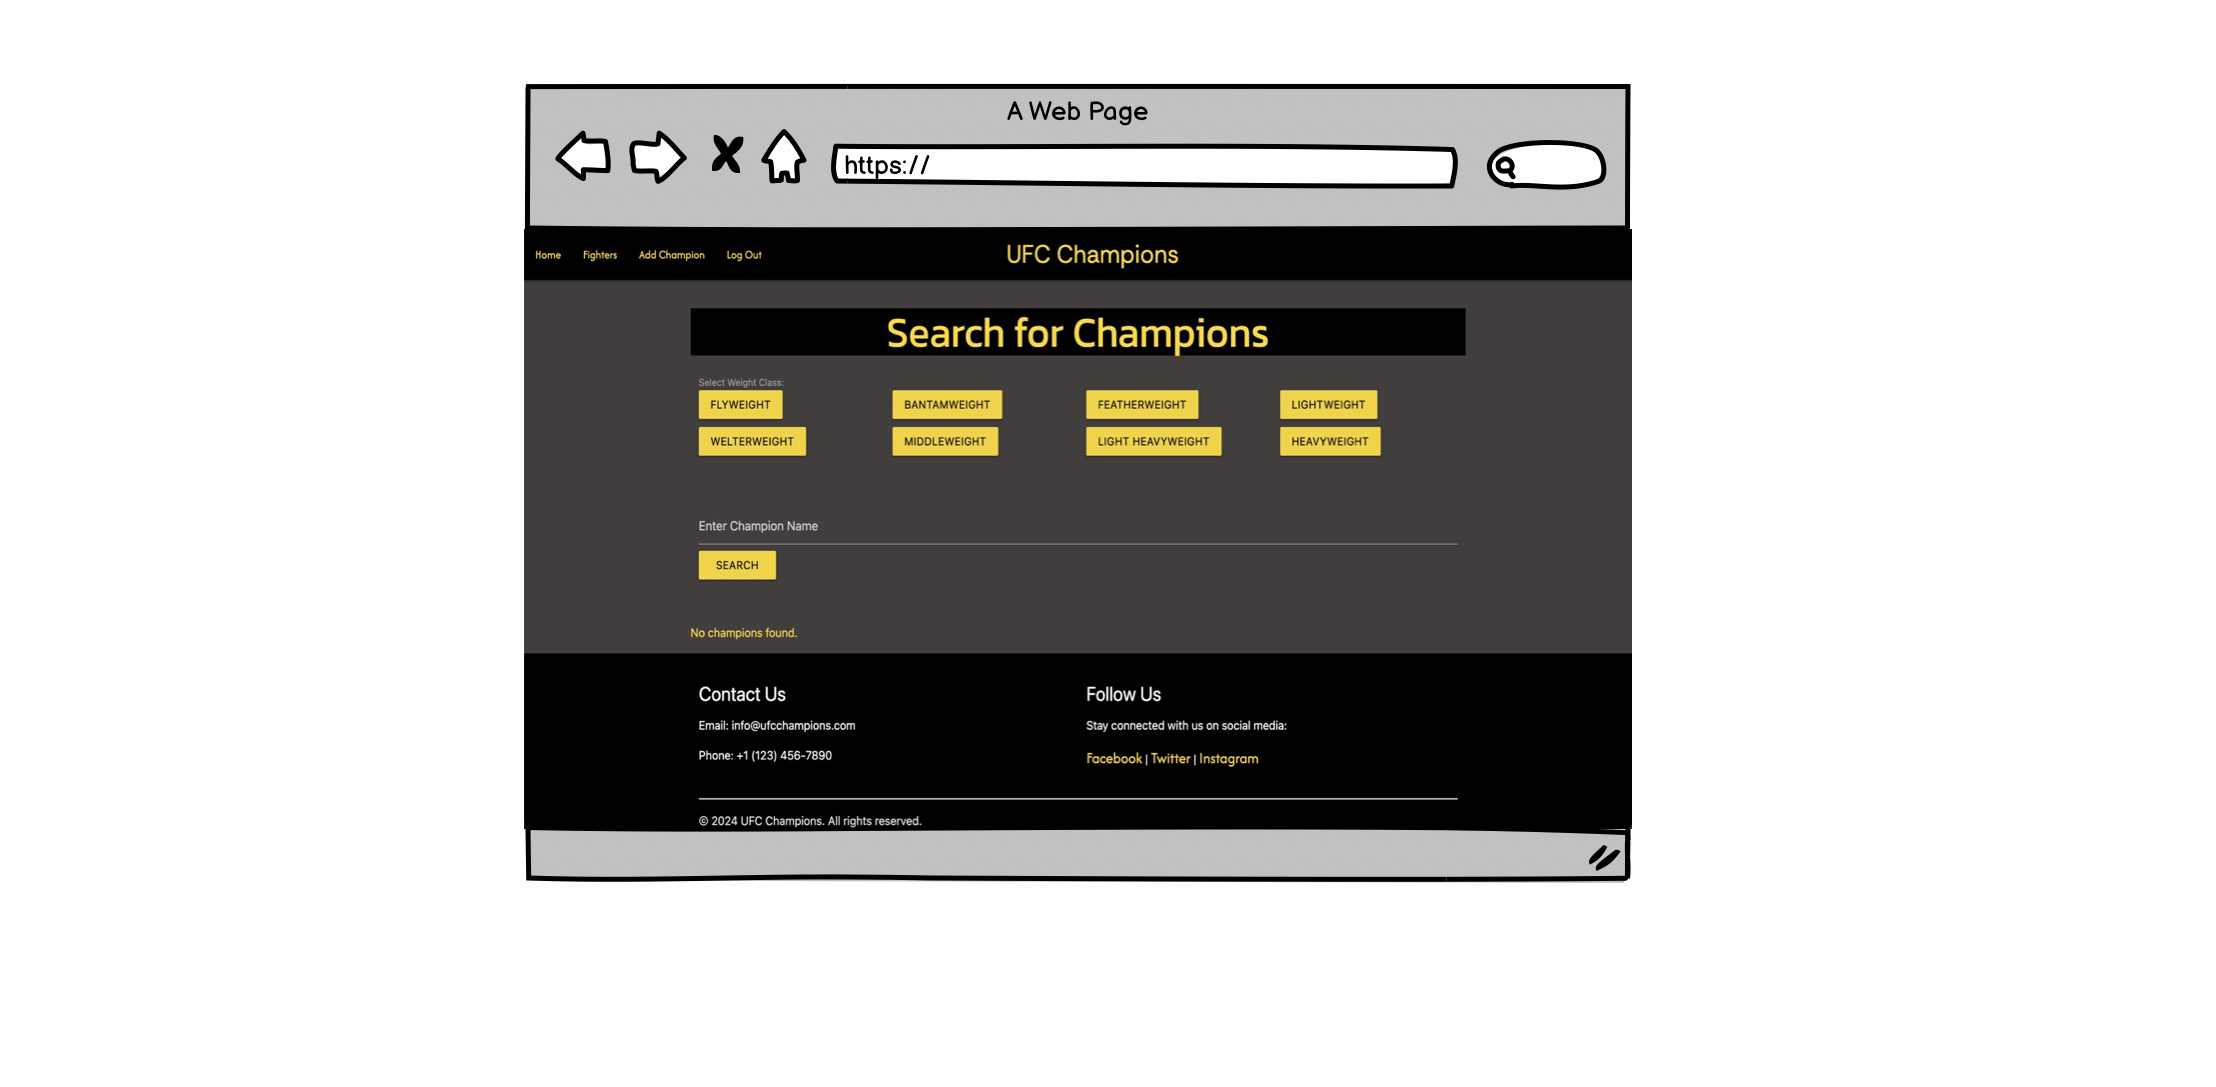 A Web Page
https://
Home Fighters Add Champion Log Out UFC Champions
Search for Champions
Select Weight Class:
FLYWEIGHT BANTAMWEIGHT FEATHERWEIGHT LIGHTWEIGHT
WELTERWEIGHT MIDDLEWEIGHT LIGHT HEAVYWEIGHT HEAVYWEIGHT
Enter Champion Name
SEARCH
No champions found.
Contact Us
Email: info@ufcchampions.com
Phone: +1 (123) 456-7890
Follow Us
Stay connected with us on social media:
Facebook | Twitter | Instagram
© 2024 UFC Champions. All rights reserved.